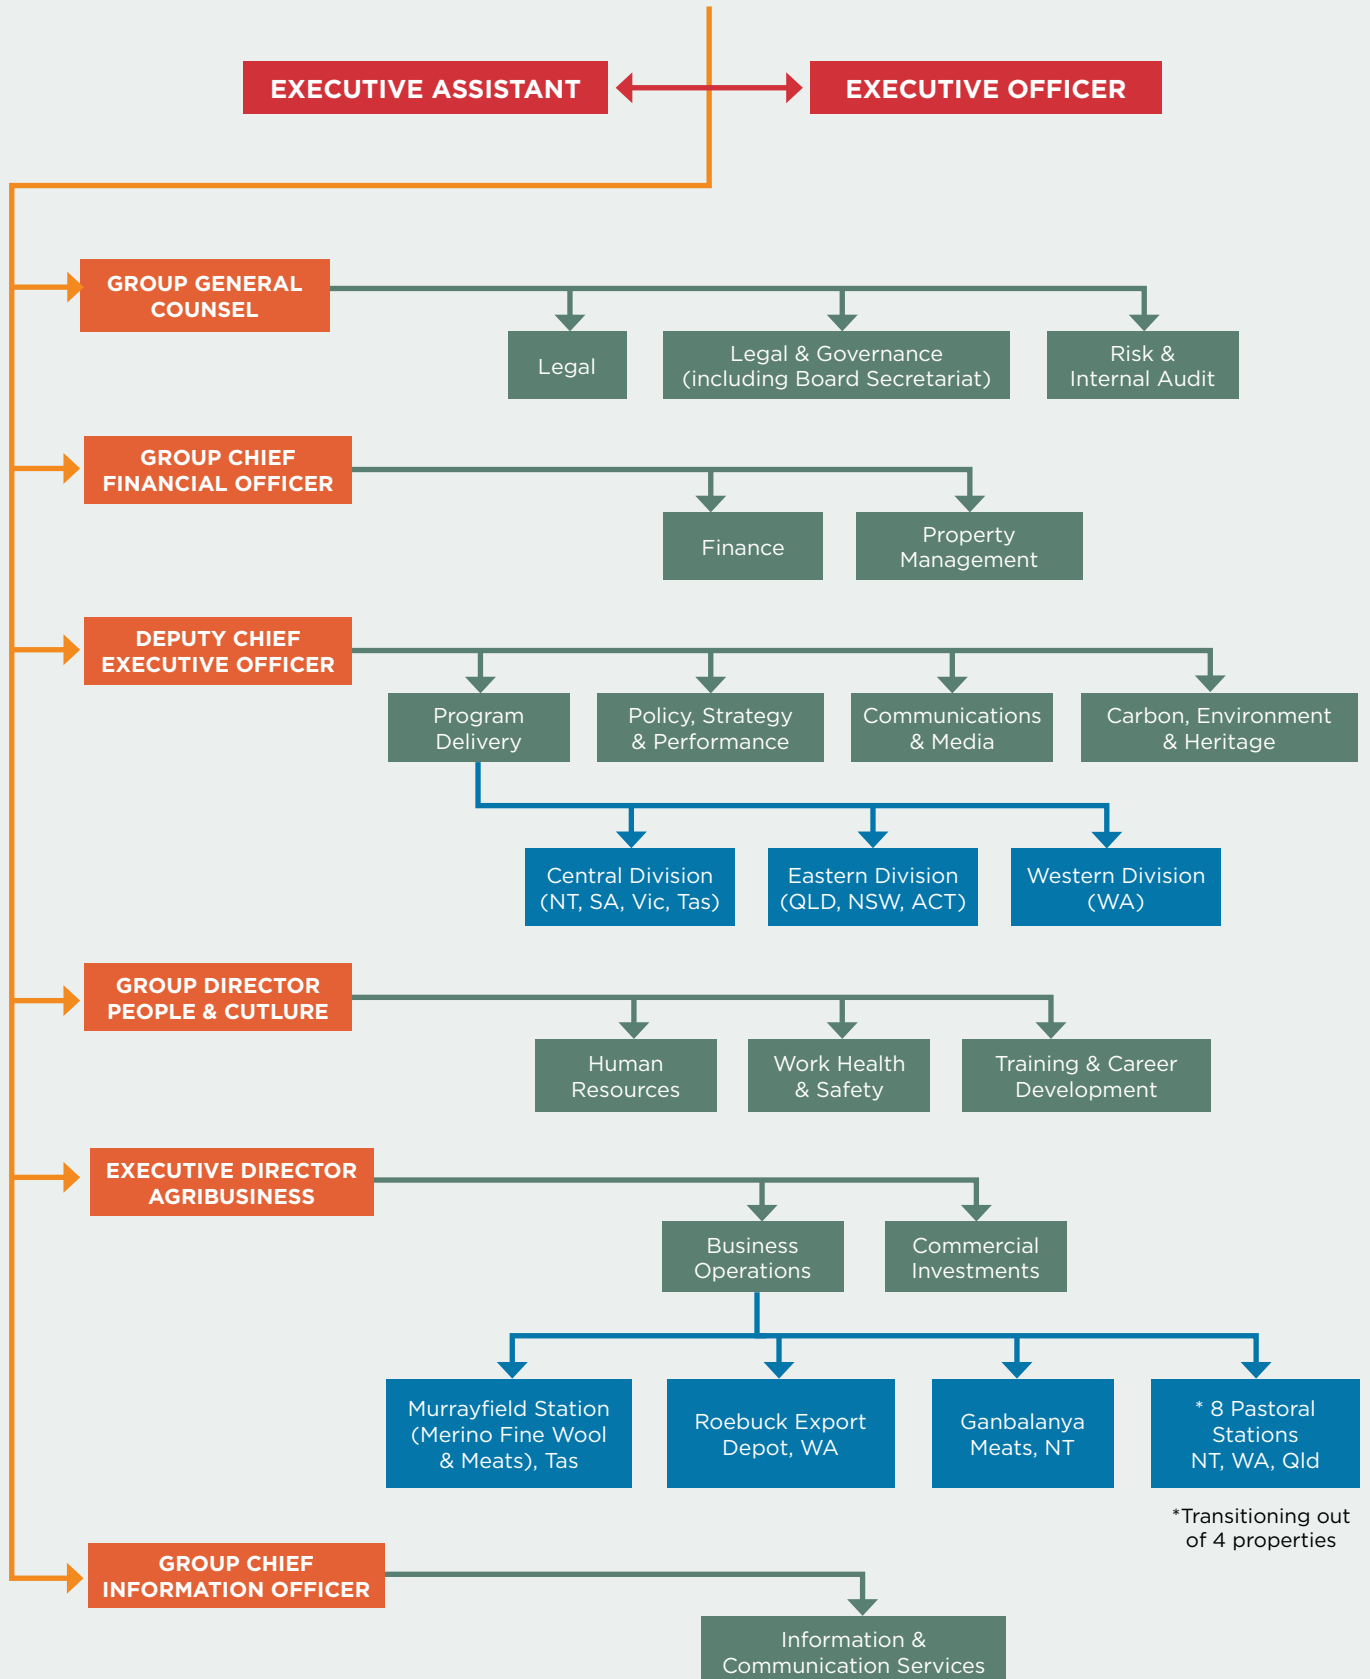 EXECUTIVE ASSISTANT
EXECUTIVE OFFICER
GROUP GENERAL
COUNSEL
Legal
Legal & Governance
(including Board Secretariat)
Risk &
Internal Audit
GROUP CHIEF
FINANCIAL OFFICER
Finance
Property
Management
DEPUTY CHIEF
EXECUTIVE OFFICER
Program
Delivery
Policy, Strategy
& Performance
Communications
& Media
Carbon, Environment
& Heritage
Central Division
(NT, SA, Vic, Tas)
Eastern Division
(QLD, NSW, ACT)
Western Division
(WA)
GROUP DIRECTOR
PEOPLE & CUTLURE
Human
Resources
Work Health
& Safety
Training & Career
Development
EXECUTIVE DIRECTOR
AGRIBUSINESS
Business
Operations
Commercial
Investments
Murrayfield Station
(Merino Fine Wool
& Meats), Tas
Roebuck Export
Depot, WA
Ganbalanya
Meats, NT
* 8 Pastoral
Stations
NT, WA, Qld
*Transitioning out
of 4 properties
GROUP CHIEF
INFORMATION OFFICER
Information &
Communication Services